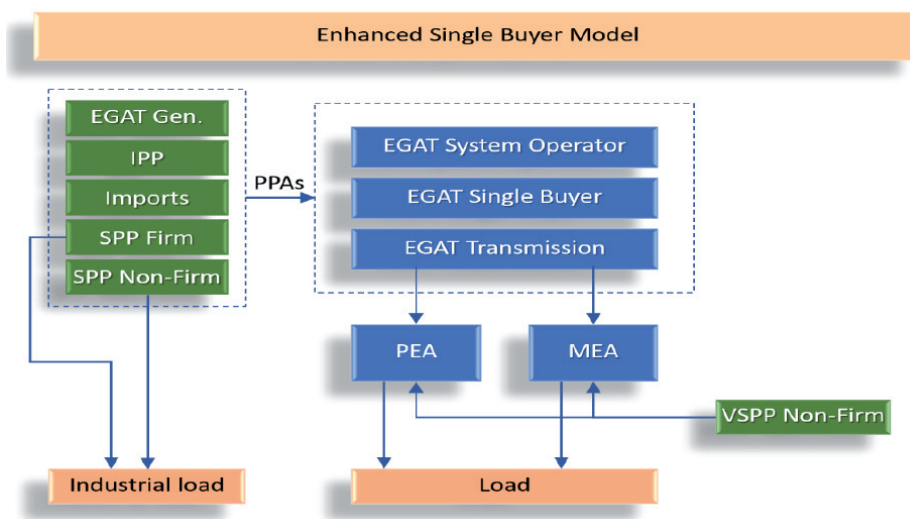 Enhanced Single Buyer Model
EGAT Gen.
IPP
Imports
SPP Firm
SPP Non-Firm
PPAs
EGAT System Operator
EGAT Single Buyer
EGAT Transmission
PEA
MEA
VSPP Non-Firm
Industrial load
Load